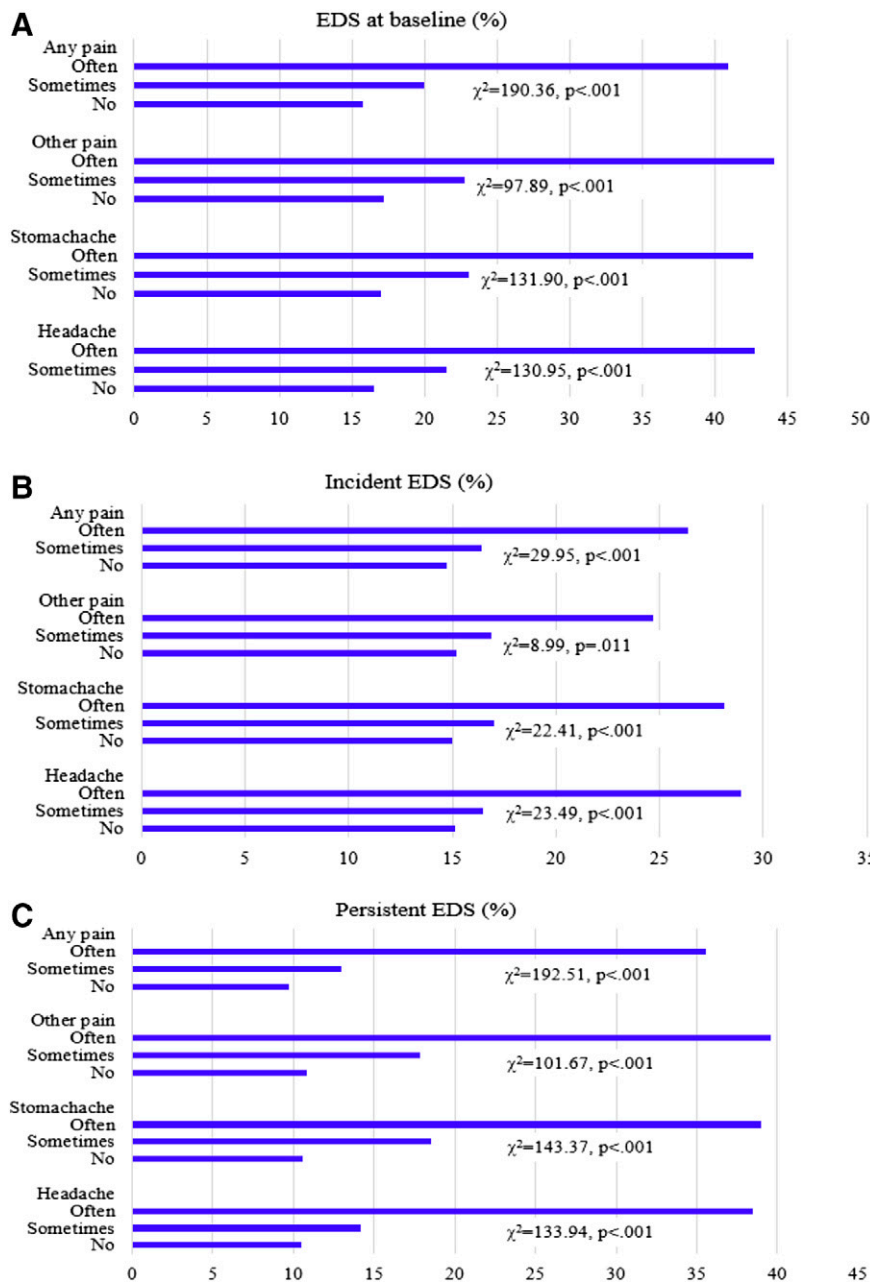 A
EDS at baseline (%)
Any pain
Often
Sometimes
χ²=190.36, p<.001
No
Other pain
Often
Sometimes
χ²=97.89, p<.001
No
Stomachache
Often
Sometimes
χ²=131.90, p<.001
No
Headache
Often
Sometimes
χ²=130.95, p<.001
No
0 5 10 15 20 25 30 35 40 45 50
B
Incident EDS (%)
Any pain
Often
Sometimes
χ²=29.95, p<.001
No
Other pain
Often
Sometimes
χ²=8.99, p=.011
No
Stomachache
Often
Sometimes
χ²=22.41, p<.001
No
Headache
Often
Sometimes
χ²=23.49, p<.001
No
0 5 10 15 20 25 30 35
C
Persistent EDS (%)
Any pain
Often
Sometimes
χ²=192.51, p<.001
No
Other pain
Often
Sometimes
χ²=101.67, p<.001
No
Stomachache
Often
Sometimes
χ²=143.37, p<.001
No
Headache
Often
Sometimes
χ²=133.94, p<.001
No
0 5 10 15 20 25 30 35 40 45